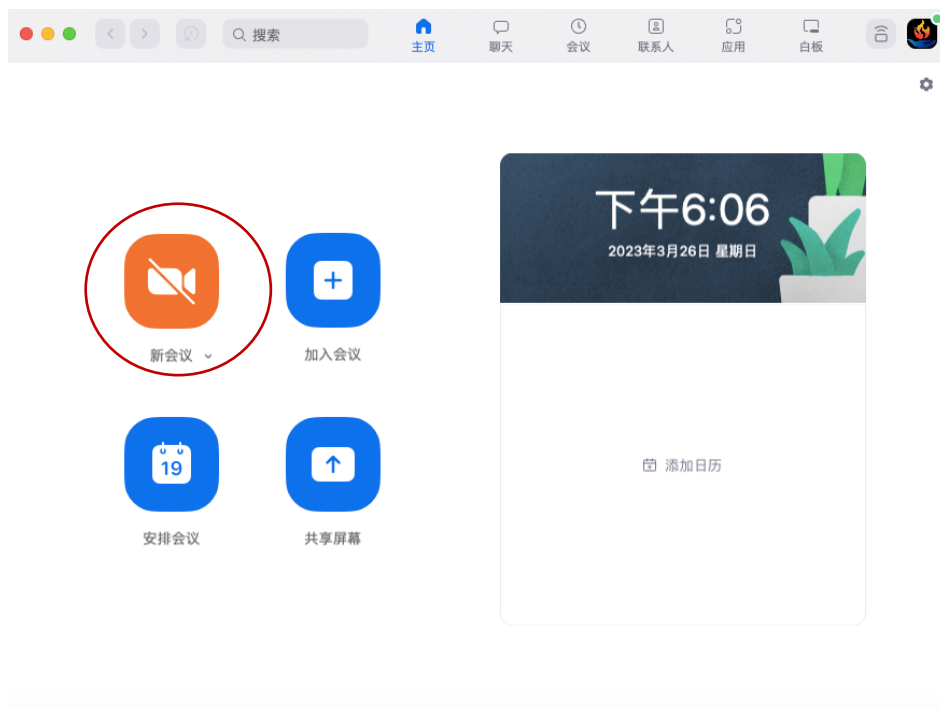 搜索
主页
聊天
会议
联系人
应用
白板
下午6:06
2023年3月26日 星期日
新会议
加入会议
19
安排会议
共享屏幕
添加日历